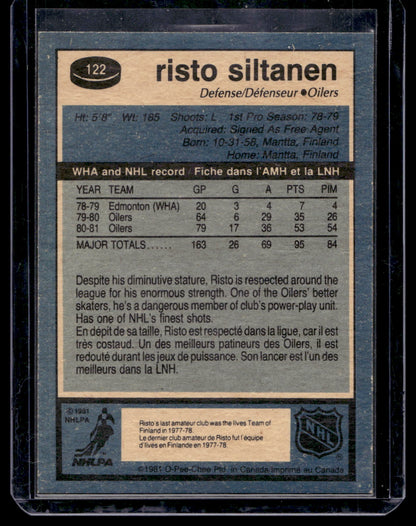 122
risto siltanen
Defense/Défenseur ● Oilers
Ht: 5'8" Wt: 185 Shoots: L 1st Pro Season: 78-79
Acquired: Signed As Free Agent
Born: 10-31-58, Mantta, Finland
Home: Mantta, Finland
WHA and NHL record / Fiche dans l'AMH et la LNH
YEAR TEAM GP G A PTS PIM
78-79 Edmonton (WHA) 20 3 4 7 4
79-80 Oilers 64 6 29 35 26
80-81 Oilers 79 17 36 53 54
MAJOR TOTALS...... 163 26 69 95 84
Despite his diminutive stature, Risto is respected around the
league for his enormous strength. One of the Oilers' better
skaters, he's a dangerous member of club's power-play unit.
Has one of NHL's finest shots.
En dépit de sa taille, Risto est respecté dans la ligue, car il est
très costaud. Un des meilleurs patineurs des Oilers, il est
redouté durant les jeux de puissance. Son lancer est l'un des
meilleurs dans la LNH.
©1981
NHLPA
NHLPA
Risto's last amateur club was the Ilves Team of
Finland in 1977-78.
Le dernier club amateur de Risto fut l'équipe
d'Ilves en Finlande en 1977-78.
NHL
©1981 O-Pee-Chee Ptd. in Canada Imprimé au Canada